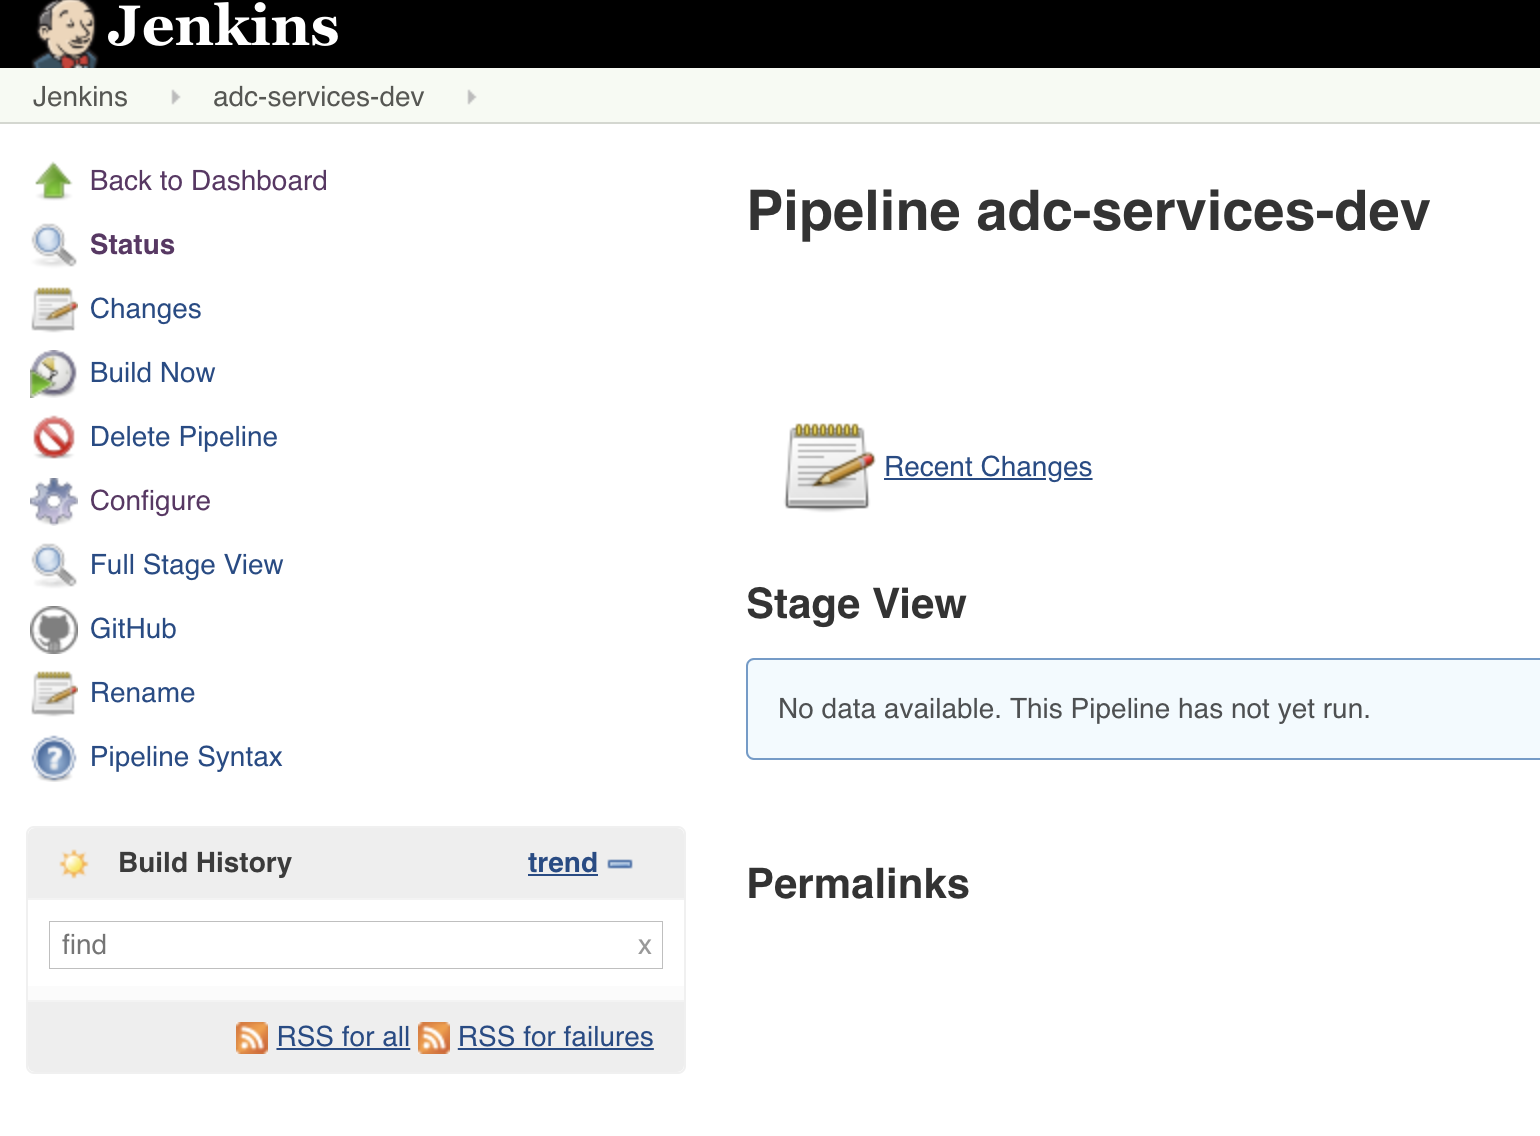 Jenkins
Jenkins adc-services-dev
Back to Dashboard
Status
Changes
Build Now
Delete Pipeline
Configure
Full Stage View
GitHub
Rename
Pipeline Syntax
Build History trend
find x
RSS for all RSS for failures
Pipeline adc-services-dev
Recent Changes
Stage View
No data available. This Pipeline has not yet run.
Permalinks